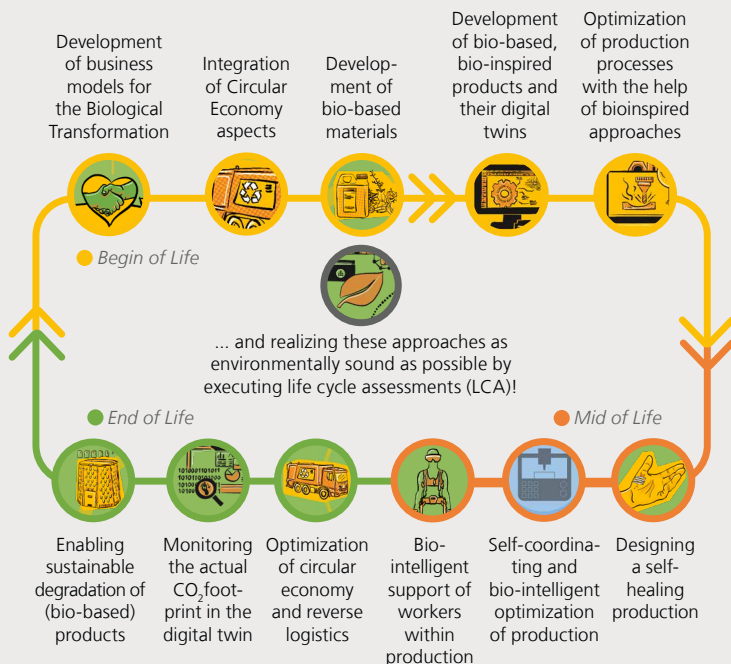 Development
of business
models for
the Biological
Transformation
Integration
of Circular
Economy
aspects
Develop-
ment of
bio-based
materials
Development
of bio-based,
bio-inspired
products and
their digital
twins
Optimization
of production
processes
with the help
of bioinspired
approaches
Begin of Life
... and realizing these approaches as
environmentally sound as possible by
executing life cycle assessments (LCA)!
End of Life
Mid of Life
Enabling
sustainable
degradation of
(bio-based)
products
Monitoring
the actual
CO₂foot-
print in the
digital twin
Optimization
of circular
economy
and reverse
logistics
Bio-
intelligent
support of
workers
within
production
Self-coordina-
ting and
bio-intelligent
optimization
of production
Designing
a self-
healing
production